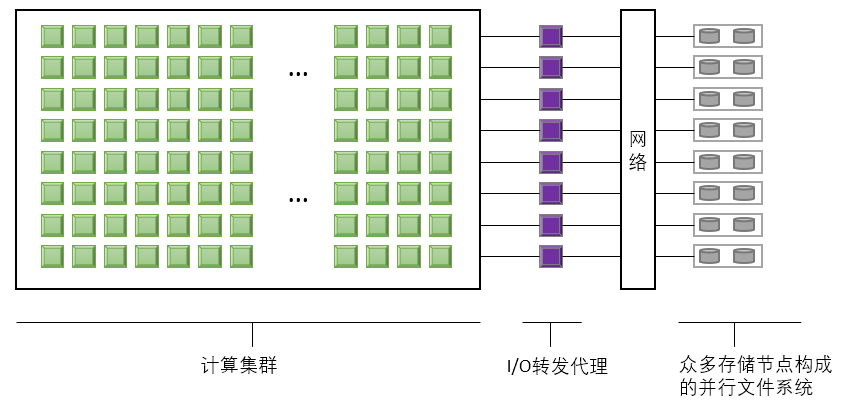 ...
...
网
络
计算集群
I/O转发代理
众多存储节点构成
的并行文件系统